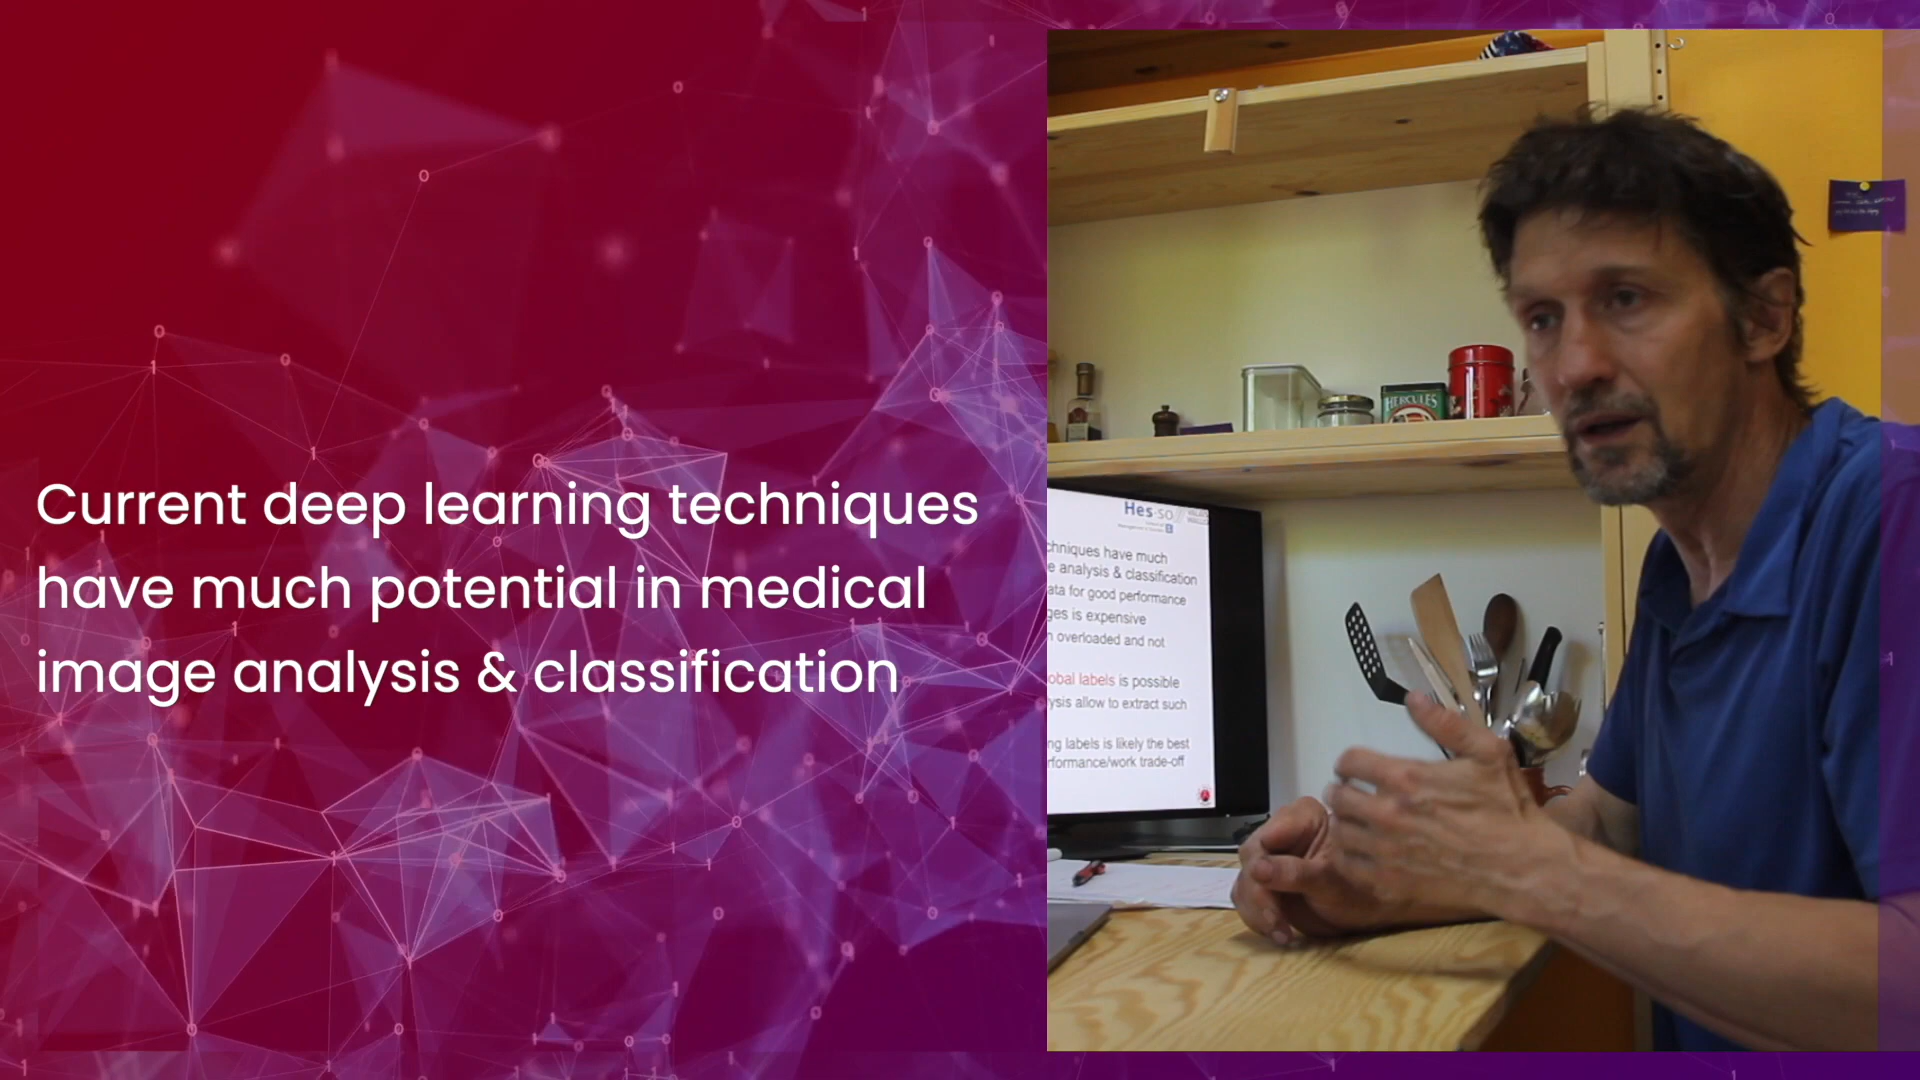 Current deep learning techniques
have much potential in medical
image analysis & classification
HERCULES
Hes-so
chniques have much
e analysis & classification
ata for good performance
ges is expensive
n overloaded and not
obal labels is possible
ysis allow to extract such
ng labels is likely the best
rformance/work trade-off